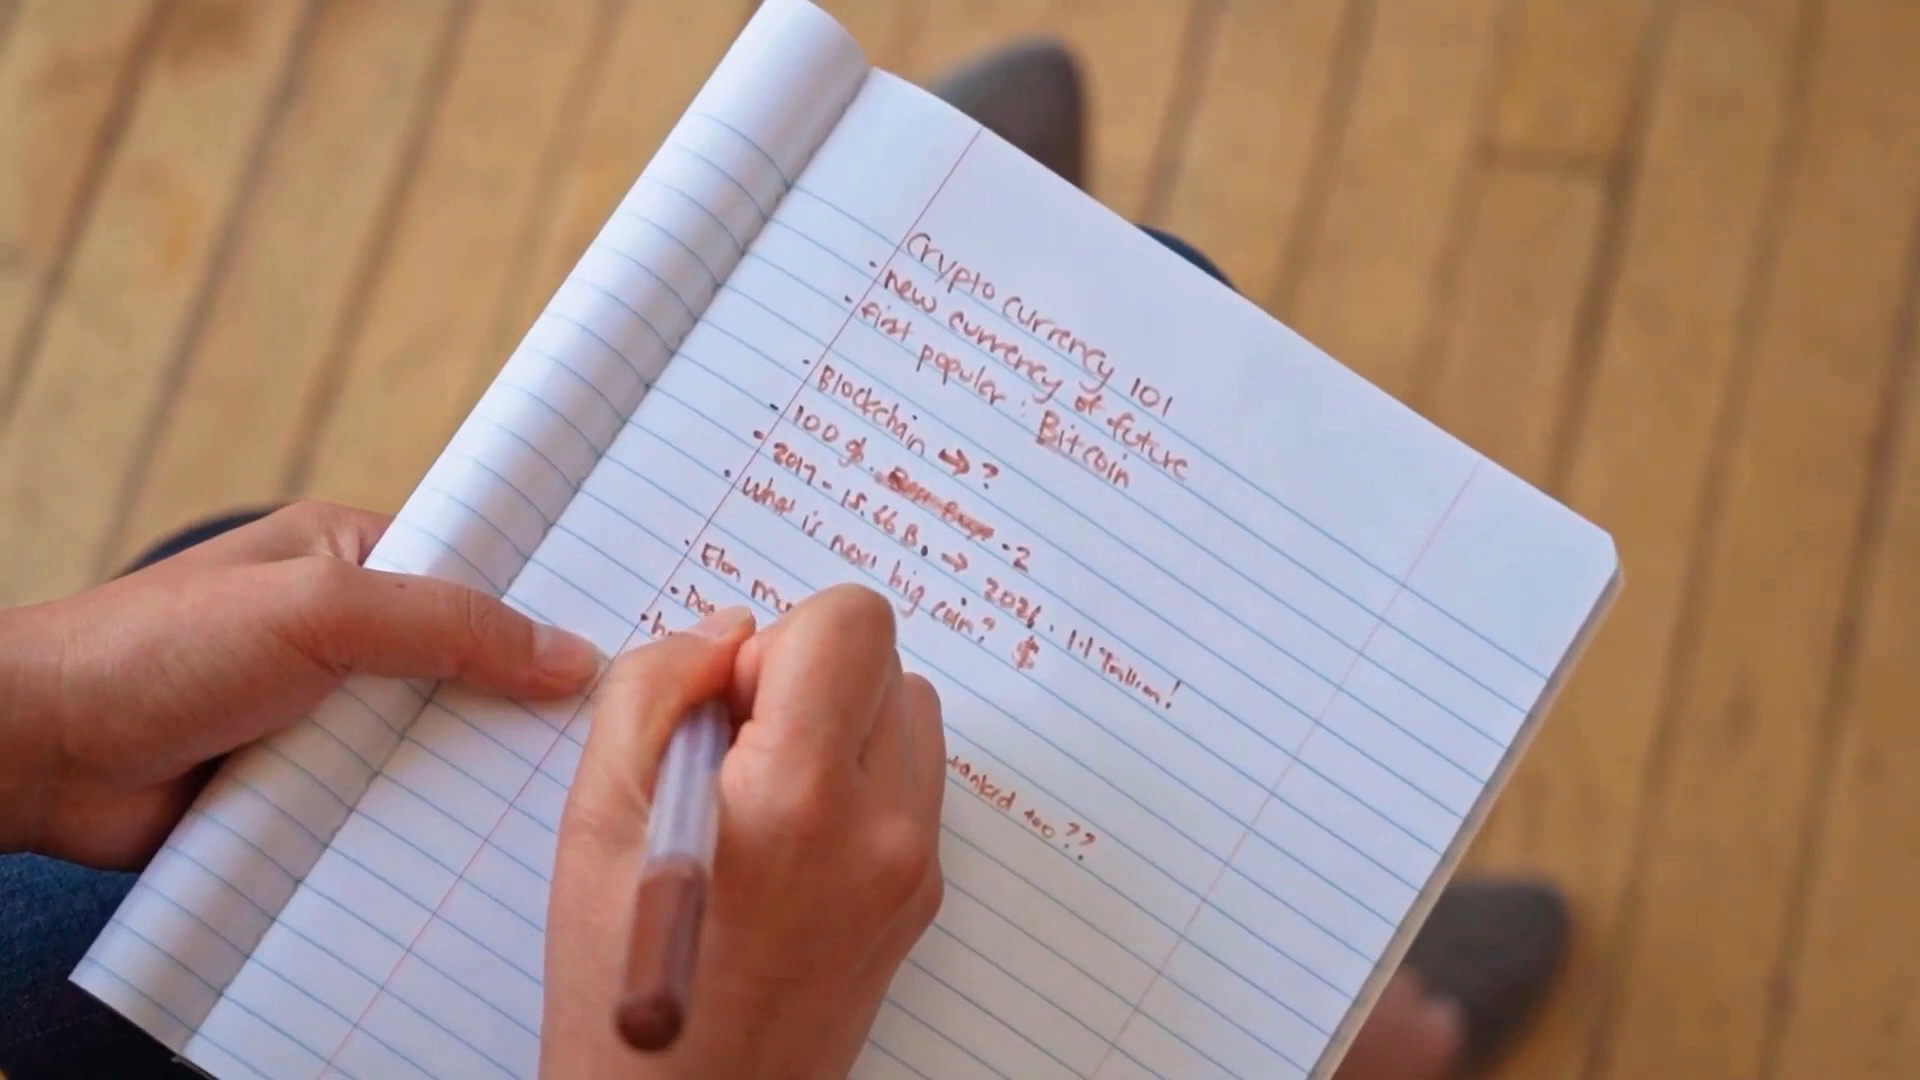 Crypto Currency 101
· new currency of future
· first popular : Bitcoin
· Blockchain → ?
- 100 $. · 2
· 2017 - 15.66 B. → 2021. 1.1 Trillion!
· What is next big coin? $
· Elon
tanked too ??